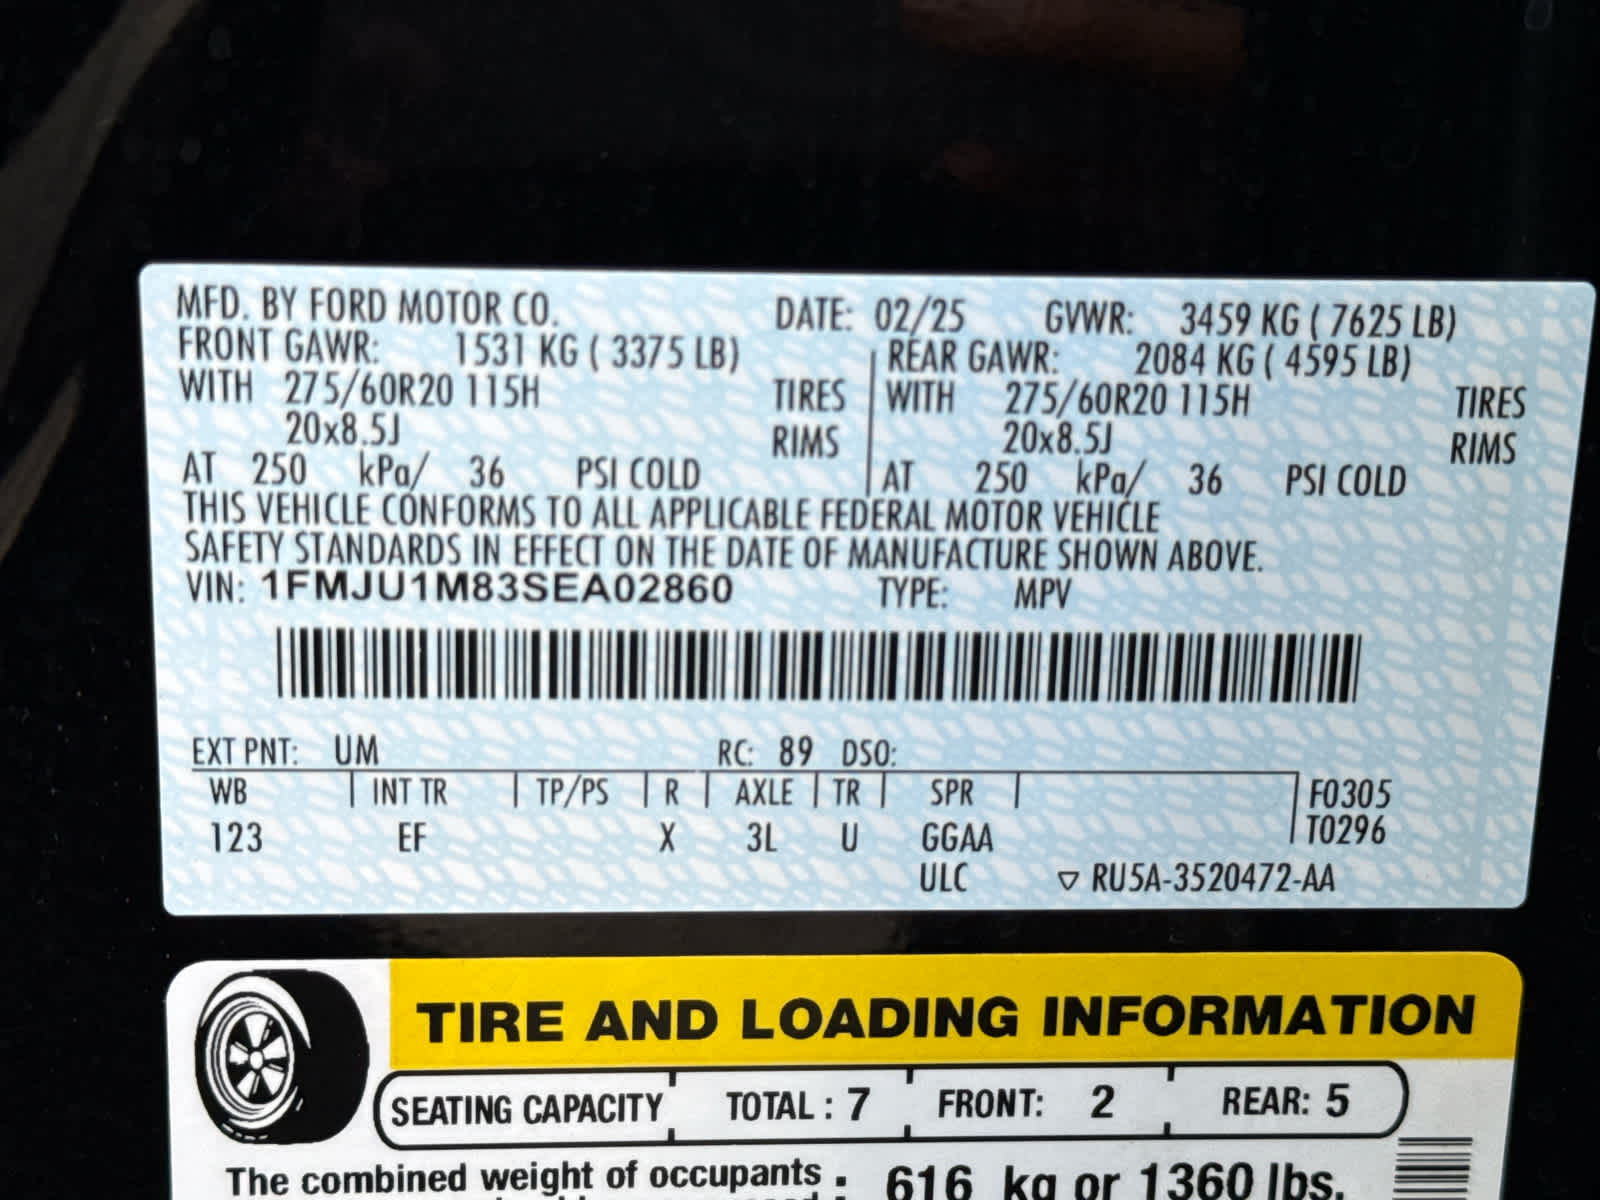 MFD. BY FORD MOTOR CO. DATE: 02/25 GVWR: 3459 KG ( 7625 LB)
FRONT GAWR: 1531 KG ( 3375 LB) REAR GAWR: 2084 KG ( 4595 LB)
WITH 275/60R20 115H TIRES WITH 275/60R20 115H TIRES
20x8.5J RIMS 20x8.5J RIMS
AT 250 kPa/ 36 PSI COLD AT 250 kPa/ 36 PSI COLD
THIS VEHICLE CONFORMS TO ALL APPLICABLE FEDERAL MOTOR VEHICLE
SAFETY STANDARDS IN EFFECT ON THE DATE OF MANUFACTURE SHOWN ABOVE.
VIN: 1FMJU1M83SEA02860 TYPE: MPV
EXT PNT: UM RC: 89 DSO:
WB INT TR TP/PS R AXLE TR SPR F0305
123 EF X 3L U GGAA T0296
ULC ▽ RU5A-3520472-AA
TIRE AND LOADING INFORMATION
SEATING CAPACITY TOTAL : 7 FRONT: 2 REAR: 5
The combined weight of occupants : 616 kg or 1360 lbs.